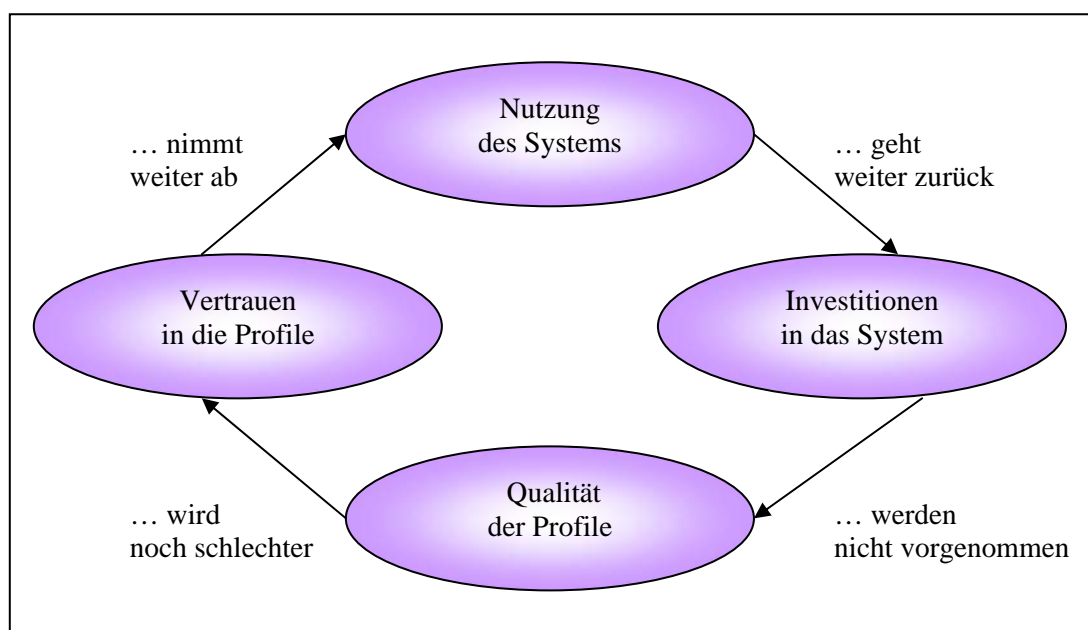 Nutzung
des Systems
… nimmt
weiter ab
… geht
weiter zurück
Vertrauen
in die Profile
Investitionen
in das System
Qualität
der Profile
… wird
noch schlechter
… werden
nicht vorgenommen